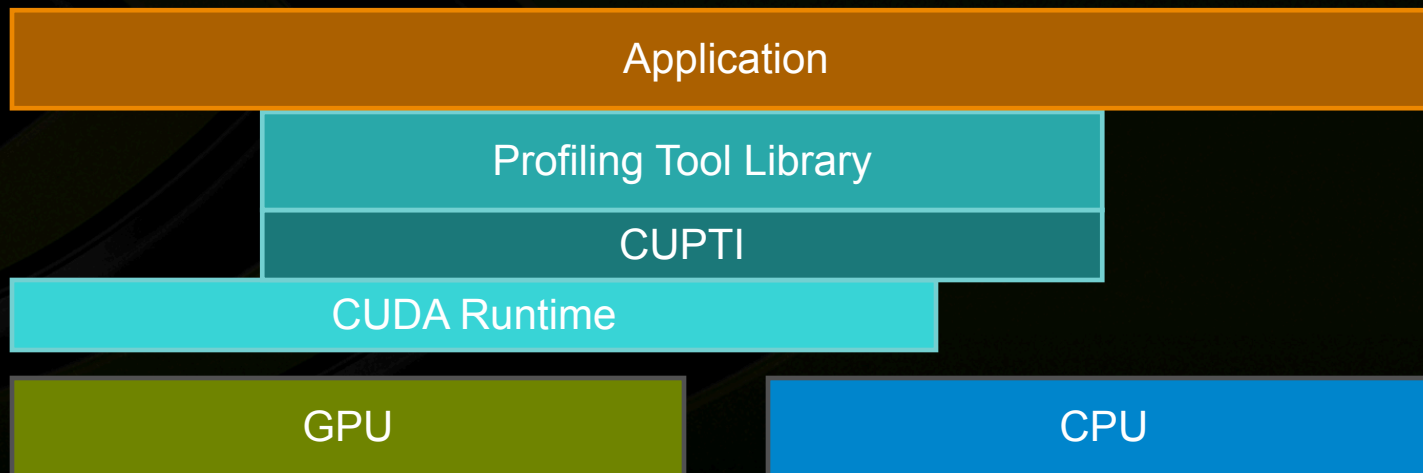 Application
Profiling Tool Library
CUPTI
CUDA Runtime
GPU
CPU